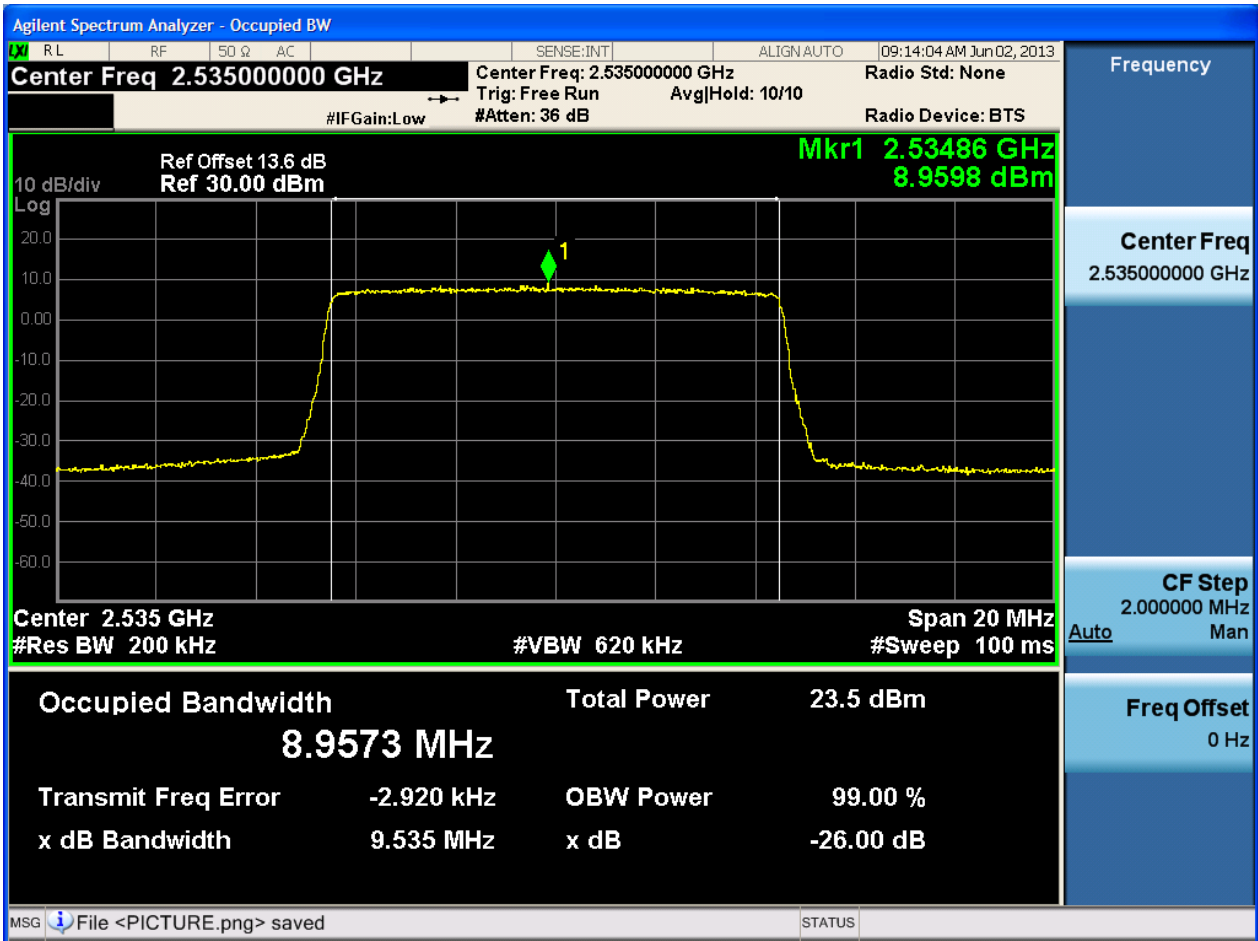 Agilent Spectrum Analyzer - Occupied BW
LXI RL RF 50 Ω AC SENSE:INT ALIGN AUTO 09:14:04 AM Jun 02, 2013
Center Freq 2.535000000 GHz
Center Freq: 2.535000000 GHz Radio Std: None
Trig: Free Run Avg|Hold: 10/10
#IFGain:Low #Atten: 36 dB Radio Device: BTS
Mkr1 2.53486 GHz
8.9598 dBm
Ref Offset 13.6 dB
10 dB/div Ref 30.00 dBm
Log
20.0
1
10.0
0.00
-10.0
-20.0
-30.0
-40.0
-50.0
-60.0
Center 2.535 GHz Span 20 MHz
#Res BW 200 kHz #VBW 620 kHz #Sweep 100 ms
Occupied Bandwidth Total Power 23.5 dBm
8.9573 MHz
Transmit Freq Error -2.920 kHz OBW Power 99.00 %
x dB Bandwidth 9.535 MHz x dB -26.00 dB
Frequency
Center Freq
2.535000000 GHz
CF Step
2.000000 MHz
Auto Man
Freq Offset
0 Hz
MSG File <PICTURE.png> saved STATUS